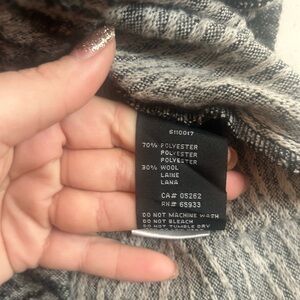 6110017
70% POLYESTER
POLYESTER
POLYESTER
30% WOOL
LAINE
LANA
CA# 05262
RN# 65933
DO NOT MACHINE WASH
DO NOT BLEACH
DO NOT TUMBLE DRY